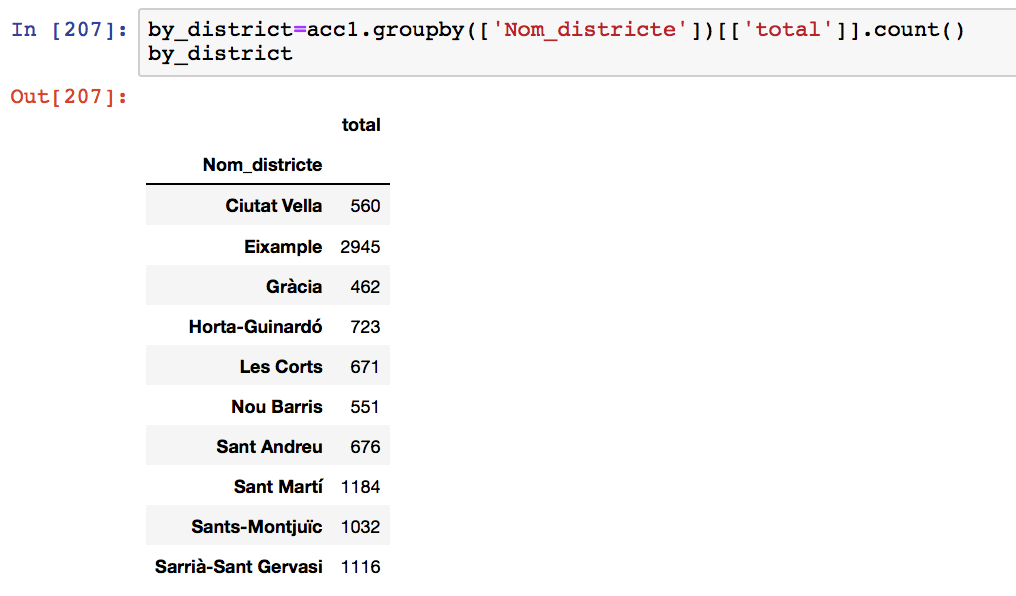 In [207]: by_district=acc1.groupby(['Nom_districte'])[['total']].count()
by_district
Out[207]:
total
Nom_districte
Ciutat Vella 560
Eixample 2945
Gràcia 462
Horta-Guinardó 723
Les Corts 671
Nou Barris 551
Sant Andreu 676
Sant Martí 1184
Sants-Montjuïc 1032
Sarrià-Sant Gervasi 1116